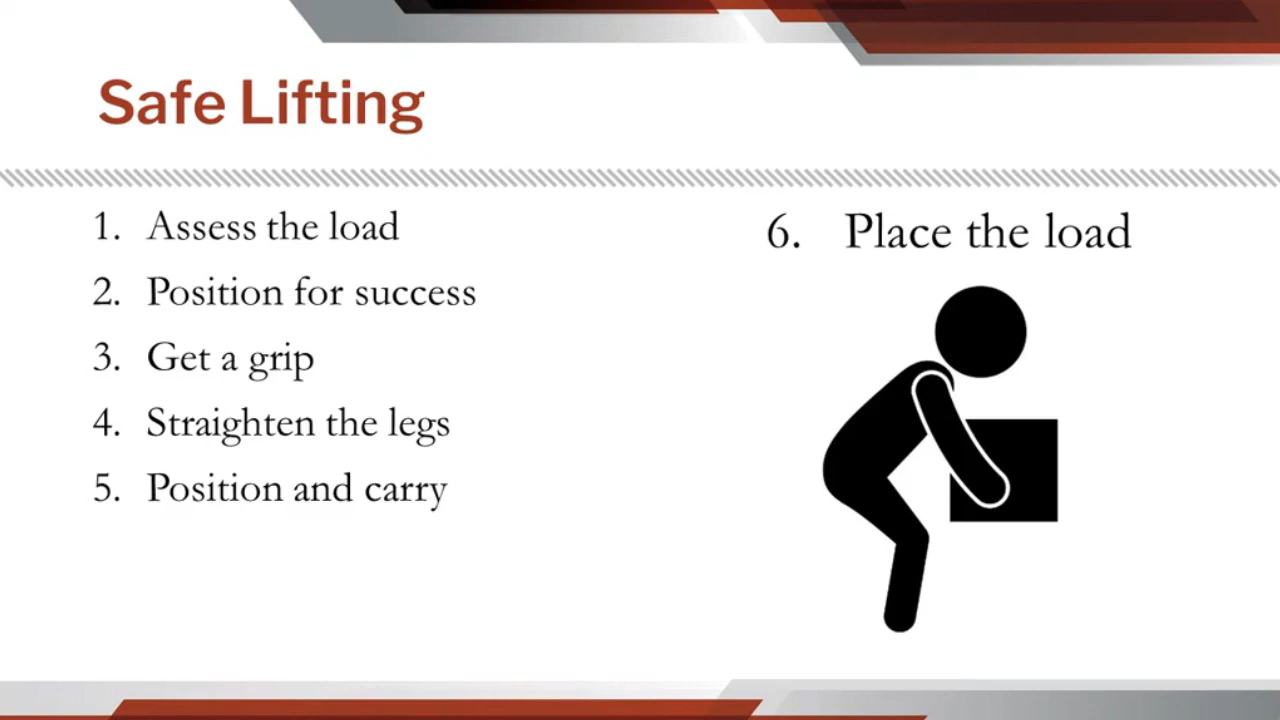 Safe Lifting
1. Assess the load
2. Position for success
3. Get a grip
4. Straighten the legs
5. Position and carry
6. Place the load